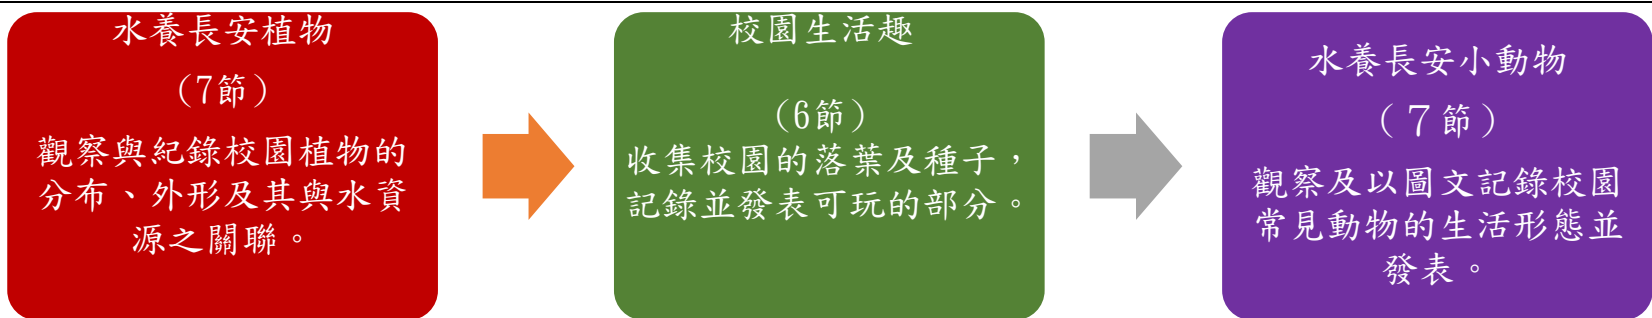 水養長安植物
（7節）
觀察與紀錄校園植物的
分布、外形及其與水資
源之關聯。
校園生活趣
（6節）
收集校園的落葉及種子，
記錄並發表可玩的部分。
水養長安小動物
（７節）
觀察及以圖文記錄校園
常見動物的生活形態並
發表。